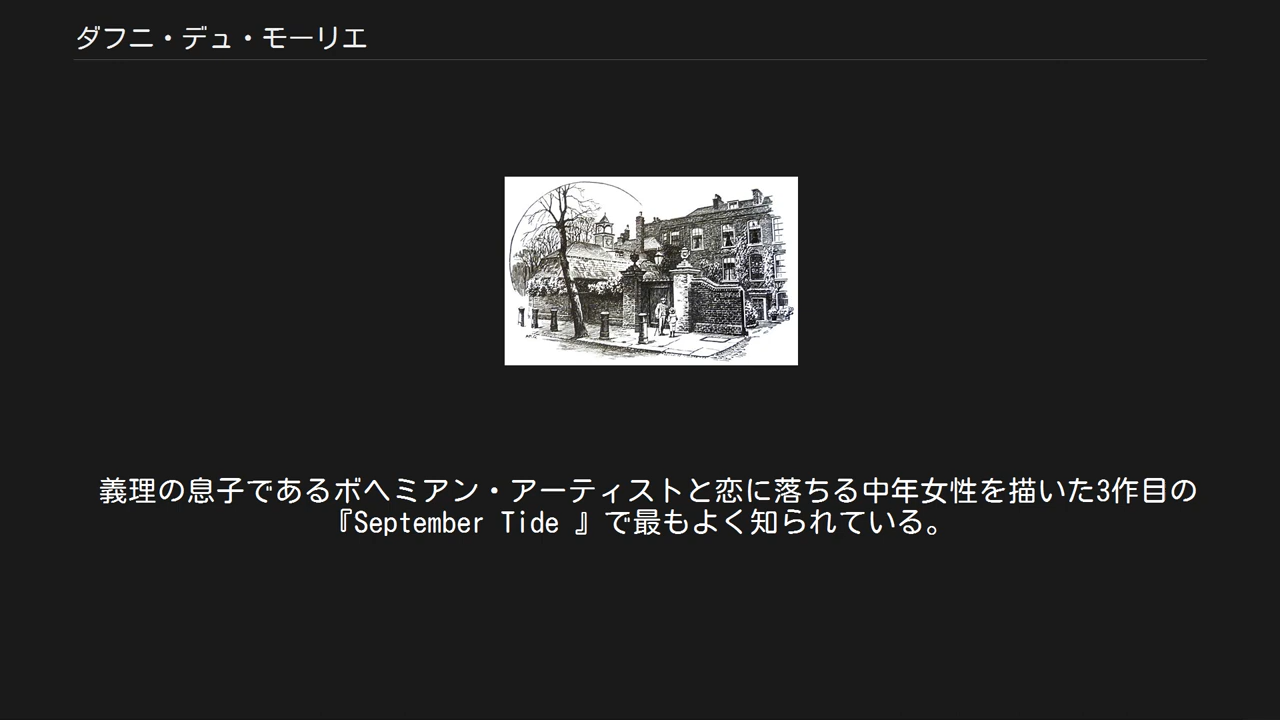 ダフニ・デュ・モーリエ
義理の息子であるボヘミアン・アーティストと恋に落ちる中年女性を描いた3作目の
『September Tide 』で最もよく知られている。